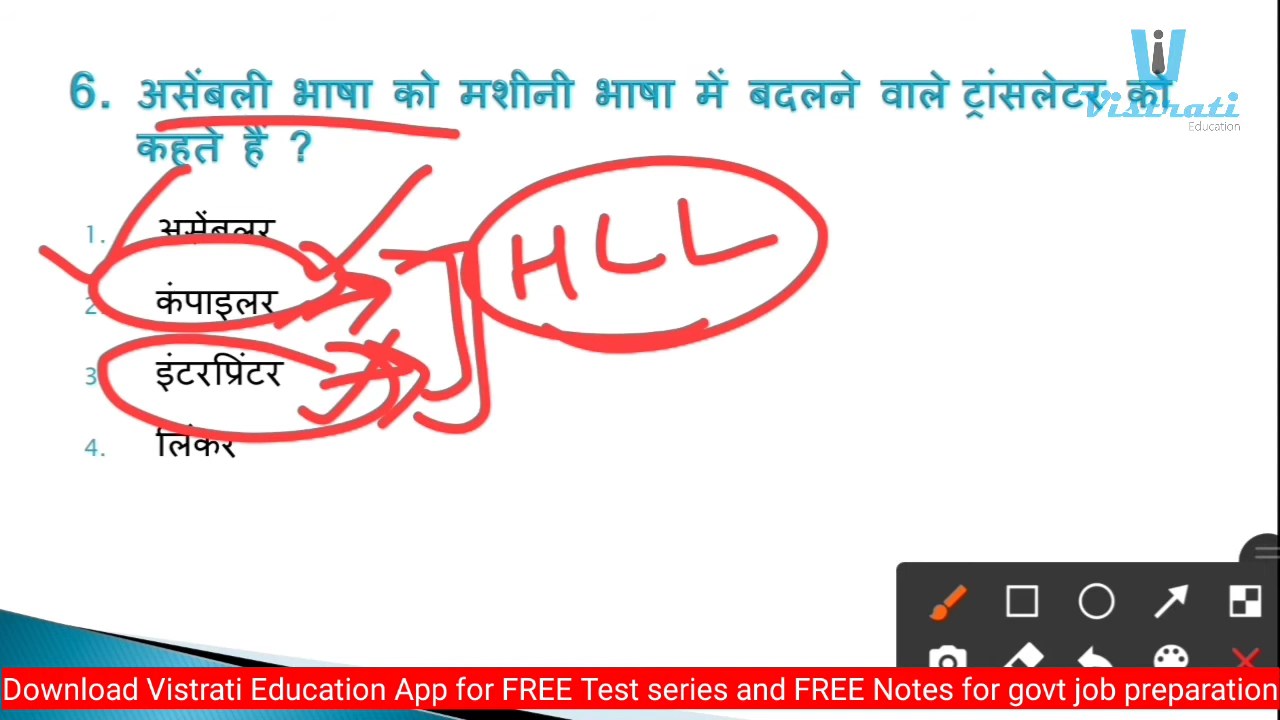 6. असेंबली भाषा को मशीनी भाषा में बदलने वाले ट्रांसलेटर को
कहते हैं ?
Vistrati
Education
1. असेंबलर
2. कंपाइलर
3. इंटरप्रिंटर
4. लिंकर
HLL
Download Vistrati Education App for FREE Test series and FREE Notes for govt job preparation